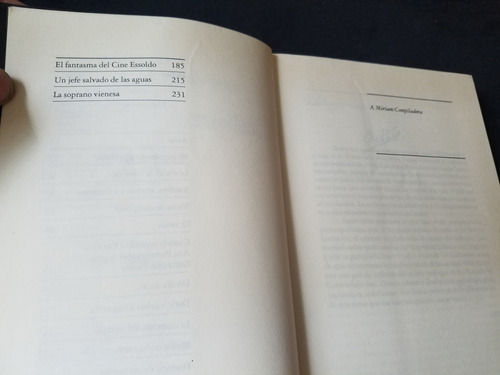 El fantasma del Cine Essoldo 185
Un jefe salvado de las aguas 215
La soprano vienesa 231
A Miriam Compiladora